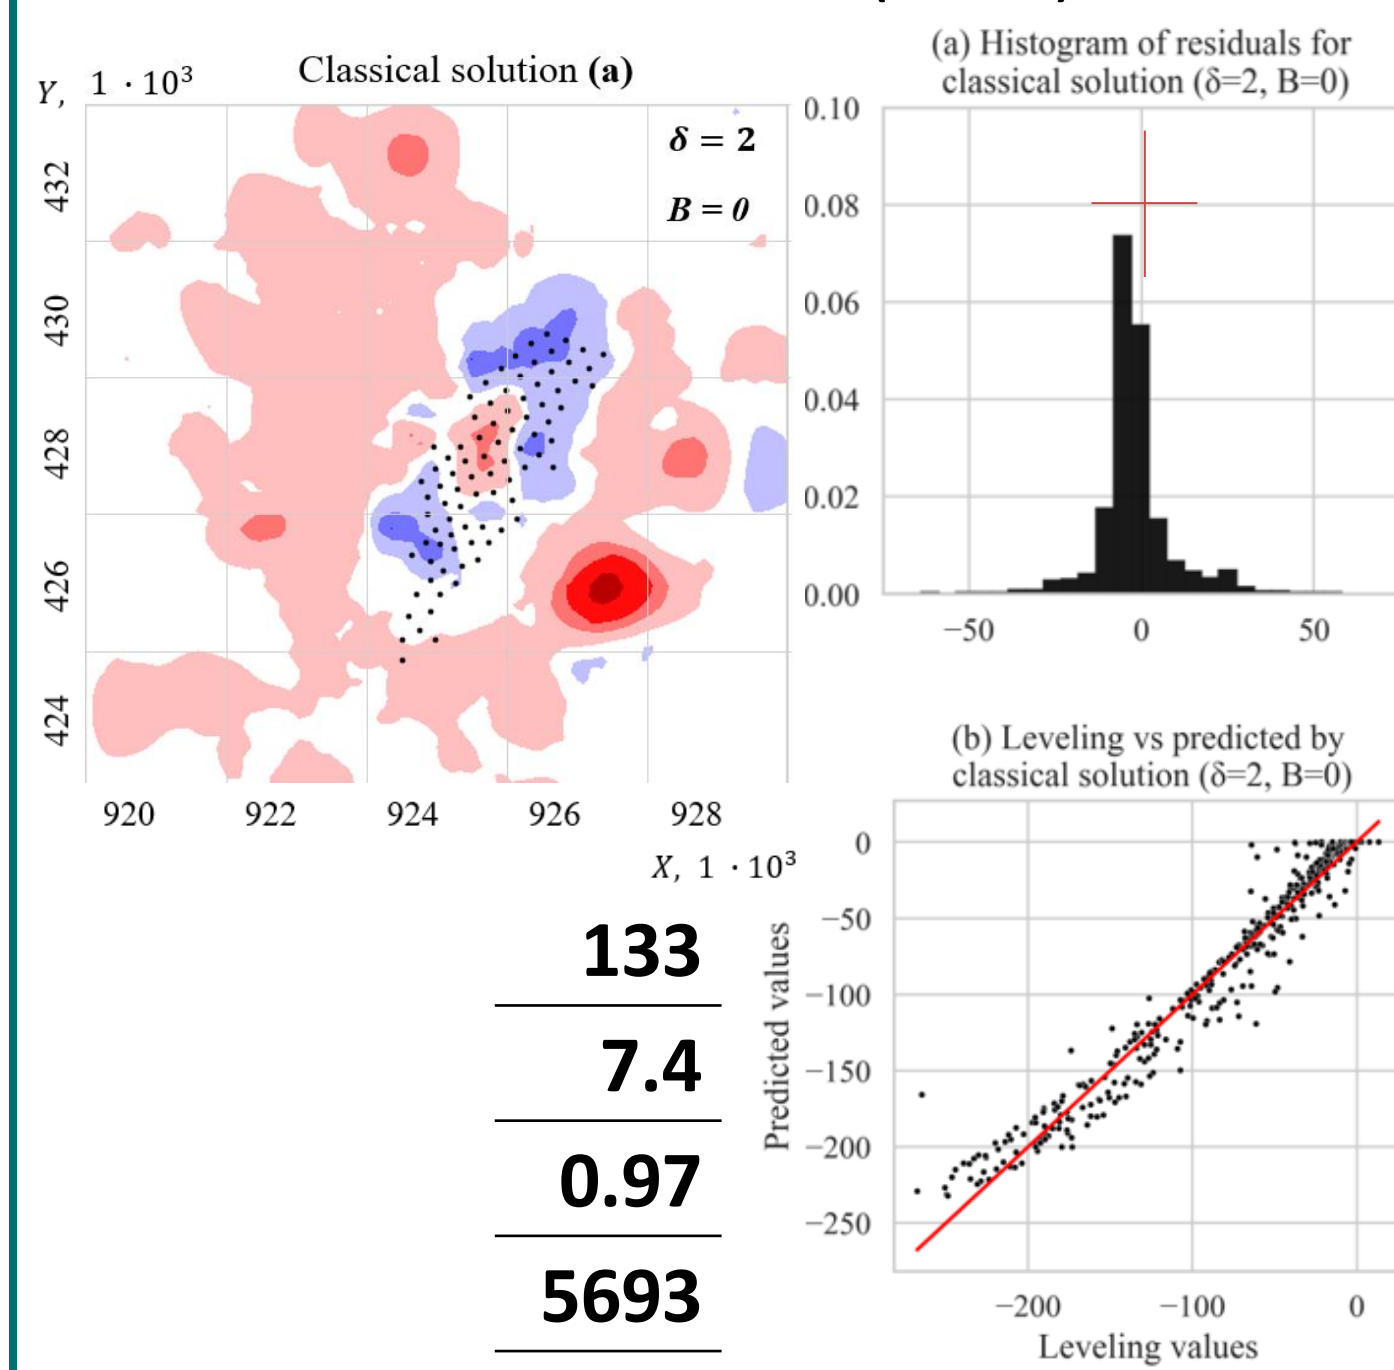 Classical solution (a)
Y, 1 · 10³
δ = 2
B = 0
432
430
428
426
424
920 922 924 926 928
X, 1 · 10³
133
7.4
0.97
5693
(a) Histogram of residuals for
classical solution (δ=2, B=0)
0.10
0.08
0.06
0.04
0.02
0.00
−50 0 50
(b) Leveling vs predicted by
classical solution (δ=2, B=0)
Predicted values
0
−50
−100
−150
−200
−250
−200 −100 0
Leveling values